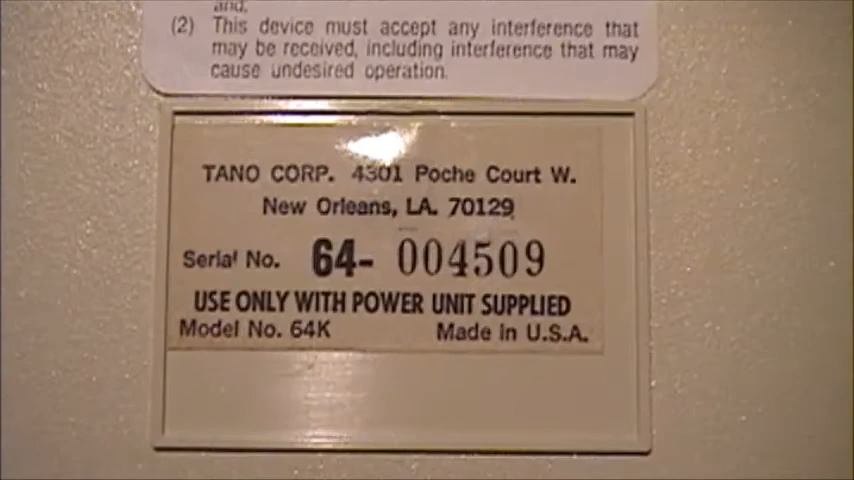 and,
(2) This device must accept any interference that
may be received, including interference that may
cause undesired operation.
TANO CORP. 4301 Poche Court W.
New Orleans, LA. 70129
Serial No. 64- 004509
USE ONLY WITH POWER UNIT SUPPLIED
Model No. 64K Made in U.S.A.